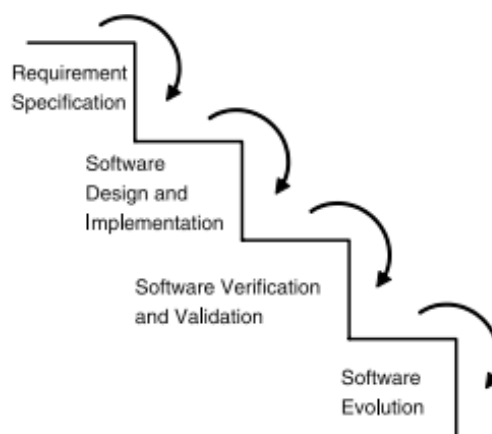 Requirement
Specification
Software
Design and
Implementation
Software Verification
and Validation
Software
Evolution